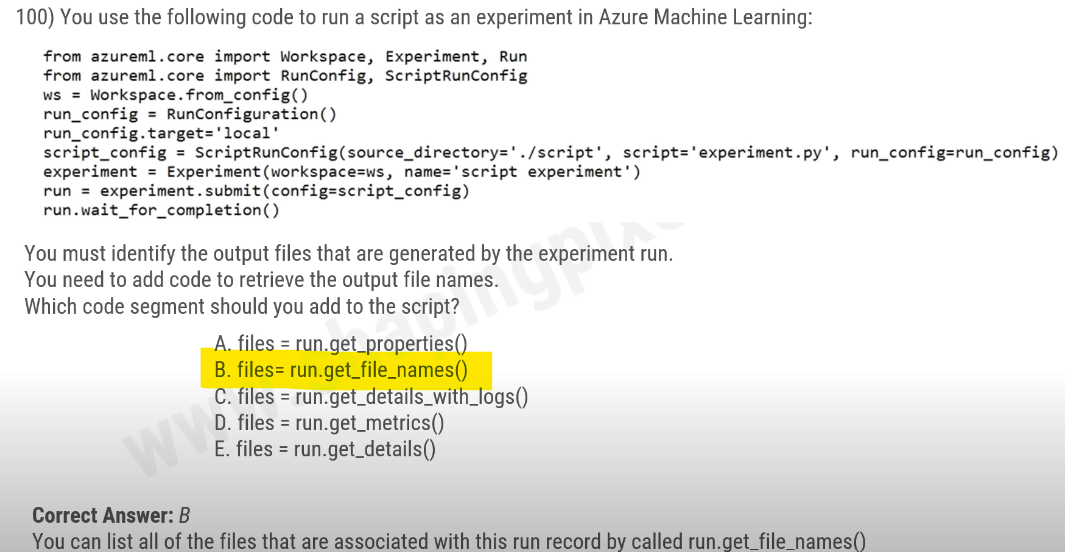 100) You use the following code to run a script as an experiment in Azure Machine Learning:
from azureml.core import Workspace, Experiment, Run
from azureml.core import RunConfig, ScriptRunConfig
ws = Workspace.from_config()
run_config = RunConfiguration()
run_config.target='local'
script_config = ScriptRunConfig(source_directory='./script', script='experiment.py', run_config=run_config)
experiment = Experiment(workspace=ws, name='script experiment')
run = experiment.submit(config=script_config)
run.wait_for_completion()
You must identify the output files that are generated by the experiment run.
You need to add code to retrieve the output file names.
Which code segment should you add to the script?
A. files = run.get_properties()
B. files= run.get_file_names()
C. files = run.get_details_with_logs()
D. files = run.get_metrics()
E. files = run.get_details()
Correct Answer: B
You can list all of the files that are associated with this run record by called run.get_file_names()